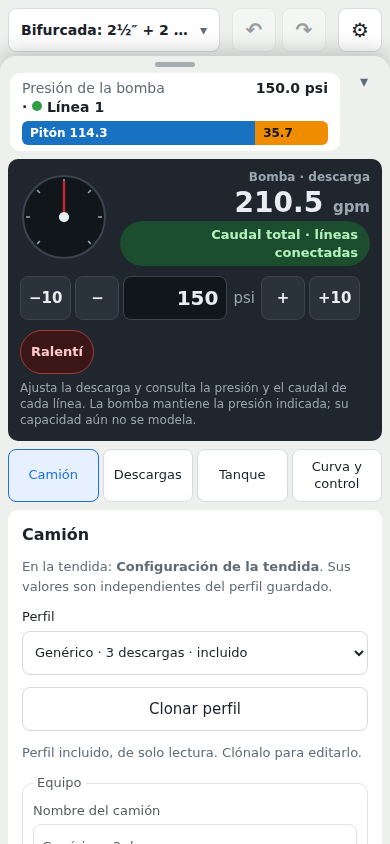 Bifurcada: 2½″ + 2 … ▾ ↶ ↷ ⚙
Presión de la bomba 150.0 psi ▾
· Línea 1
Pitón 114.3 35.7
Bomba · descarga
210.5 gpm
Caudal total · líneas
conectadas
−10 − 150 psi + +10
Ralentí
Ajusta la descarga y consulta la presión y el caudal de
cada línea. La bomba mantiene la presión indicada; su
capacidad aún no se modela.
Camión Descargas Tanque Curva y
control
Camión
En la tendida: Configuración de la tendida. Sus
valores son independientes del perfil guardado.
Perfil
Genérico · 3 descargas · incluido
Clonar perfil
Perfil incluido, de solo lectura. Clónalo para editarlo.
Equipo
Nombre del camión